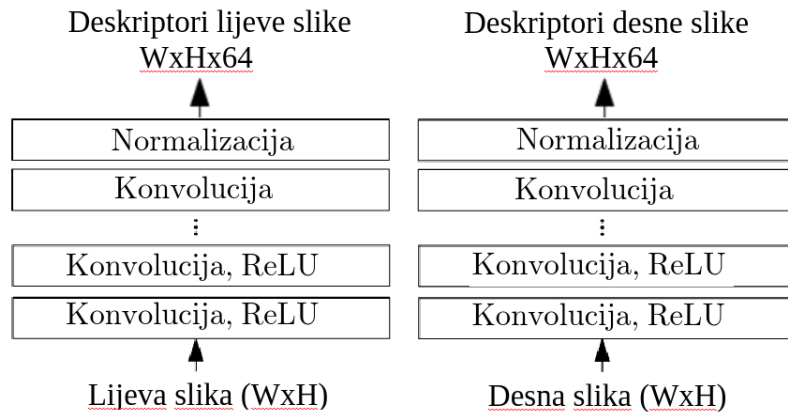 Deskriptori lijeve slike
WxHx64
Normalizacija
Konvolucija
⋮
Konvolucija, ReLU
Konvolucija, ReLU
Lijeva slika (WxH)
Deskriptori desne slike
WxHx64
Normalizacija
Konvolucija
⋮
Konvolucija, ReLU
Konvolucija, ReLU
Desna slika (WxH)